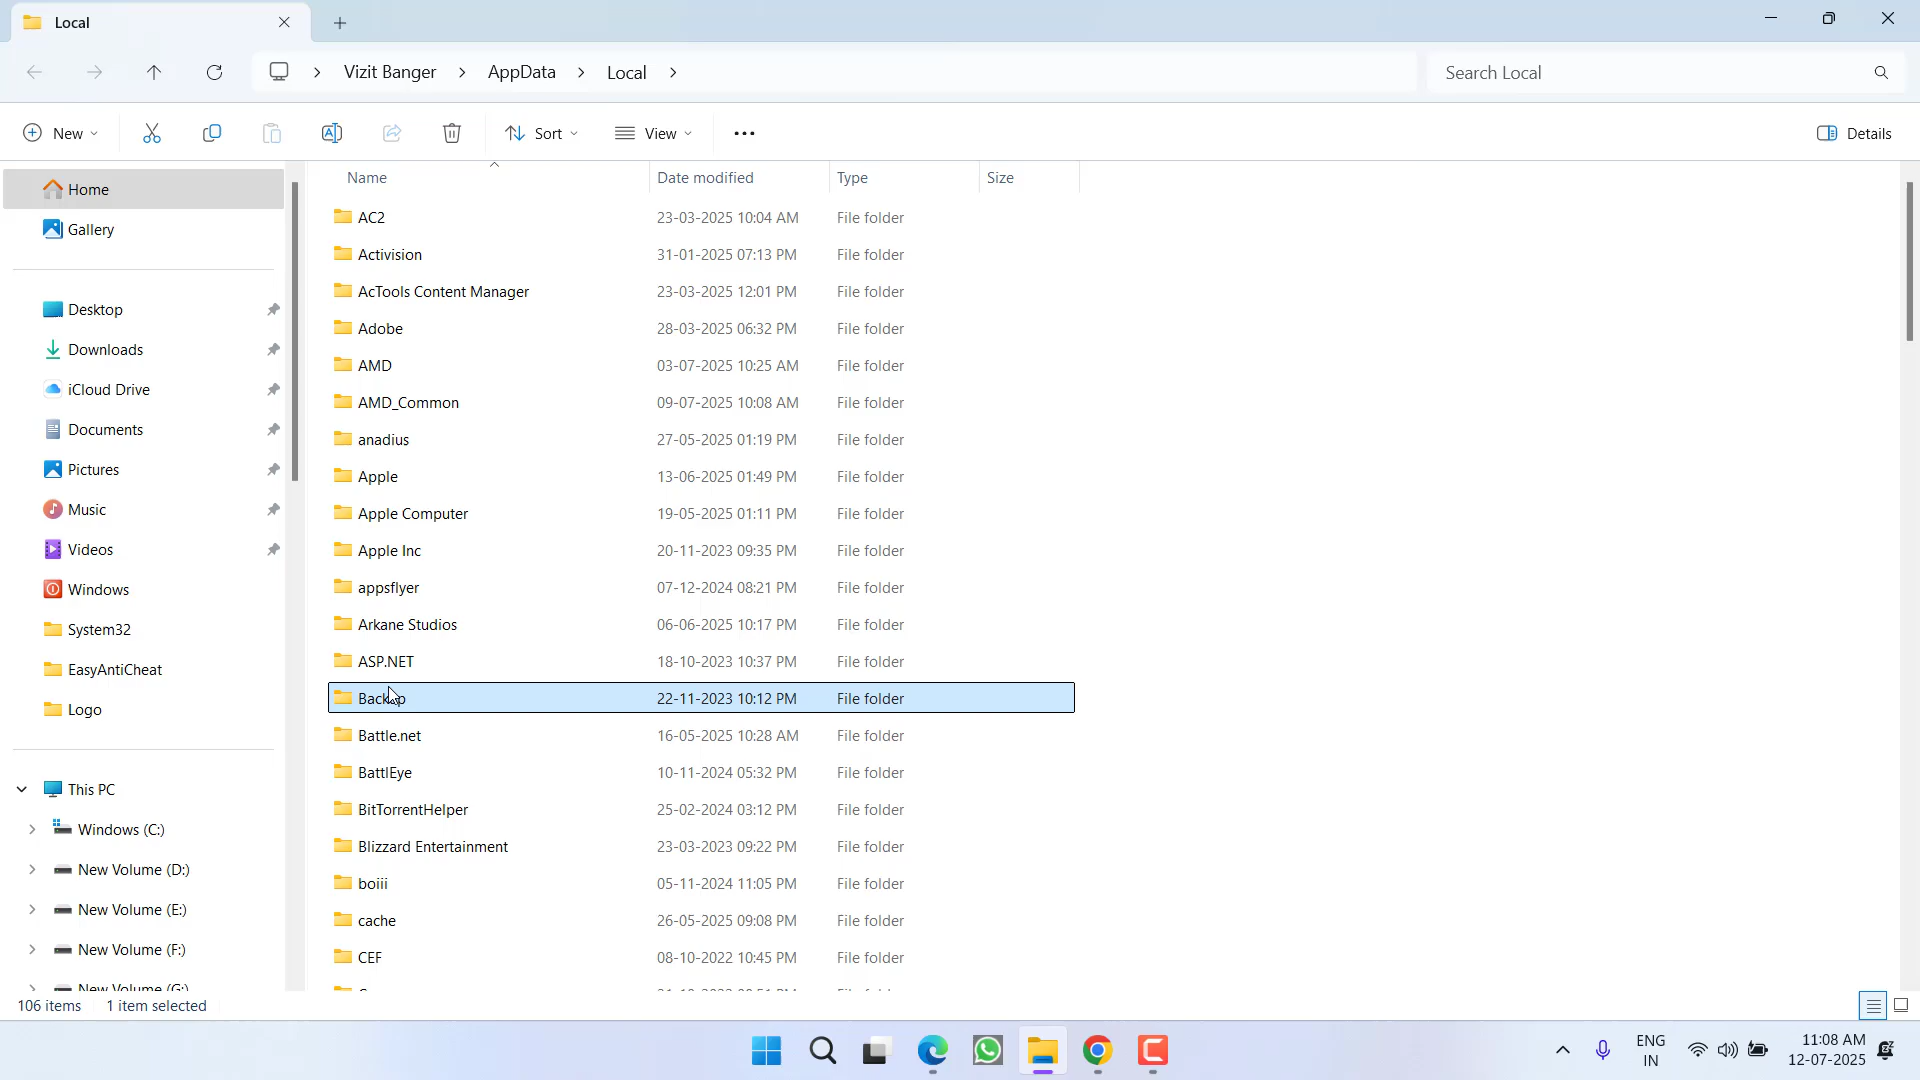 Local
Vizit Banger > AppData > Local >
Search Local
New
Sort
View
Details
Home
Gallery
Desktop
Downloads
iCloud Drive
Documents
Pictures
Music
Videos
Windows
System32
EasyAntiCheat
Logo
This PC
Windows (C:)
New Volume (D:)
New Volume (E:)
New Volume (F:)
New Volume (G:)
Name Date modified Type Size
AC2 23-03-2025 10:04 AM File folder
Activision 31-01-2025 07:13 PM File folder
AcTools Content Manager 23-03-2025 12:01 PM File folder
Adobe 28-03-2025 06:32 PM File folder
AMD 03-07-2025 10:25 AM File folder
AMD_Common 09-07-2025 10:08 AM File folder
anadius 27-05-2025 01:19 PM File folder
Apple 13-06-2025 01:49 PM File folder
Apple Computer 19-05-2025 01:11 PM File folder
Apple Inc 20-11-2023 09:35 PM File folder
appsflyer 07-12-2024 08:21 PM File folder
Arkane Studios 06-06-2025 10:17 PM File folder
ASP.NET 18-10-2023 10:37 PM File folder
Backup 22-11-2023 10:12 PM File folder
Battle.net 16-05-2025 10:28 AM File folder
BattlEye 10-11-2024 05:32 PM File folder
BitTorrentHelper 25-02-2024 03:12 PM File folder
Blizzard Entertainment 23-03-2023 09:22 PM File folder
boiii 05-11-2024 11:05 PM File folder
cache 26-05-2025 09:08 PM File folder
CEF 08-10-2022 10:45 PM File folder
106 items 1 item selected
ENG
IN
11:08 AM
12-07-2025